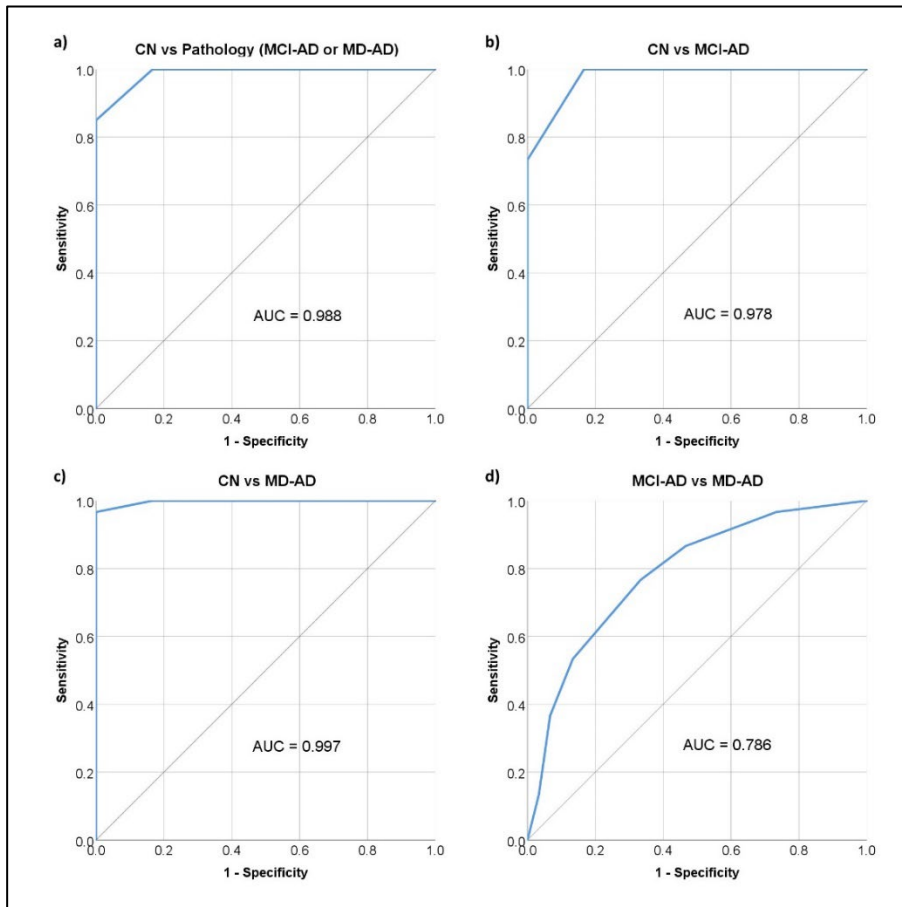 a)
CN vs Pathology (MCI-AD or MD-AD)
1.0
0.8
0.6
0.4
0.2
0.0
Sensitivity
AUC = 0.988
0.0 0.2 0.4 0.6 0.8 1.0
1 - Specificity
b)
CN vs MCI-AD
1.0
0.8
0.6
0.4
0.2
0.0
Sensitivity
AUC = 0.978
0.0 0.2 0.4 0.6 0.8 1.0
1 - Specificity
c)
CN vs MD-AD
1.0
0.8
0.6
0.4
0.2
0.0
Sensitivity
AUC = 0.997
0.0 0.2 0.4 0.6 0.8 1.0
1 - Specificity
d)
MCI-AD vs MD-AD
1.0
0.8
0.6
0.4
0.2
0.0
Sensitivity
AUC = 0.786
0.0 0.2 0.4 0.6 0.8 1.0
1 - Specificity